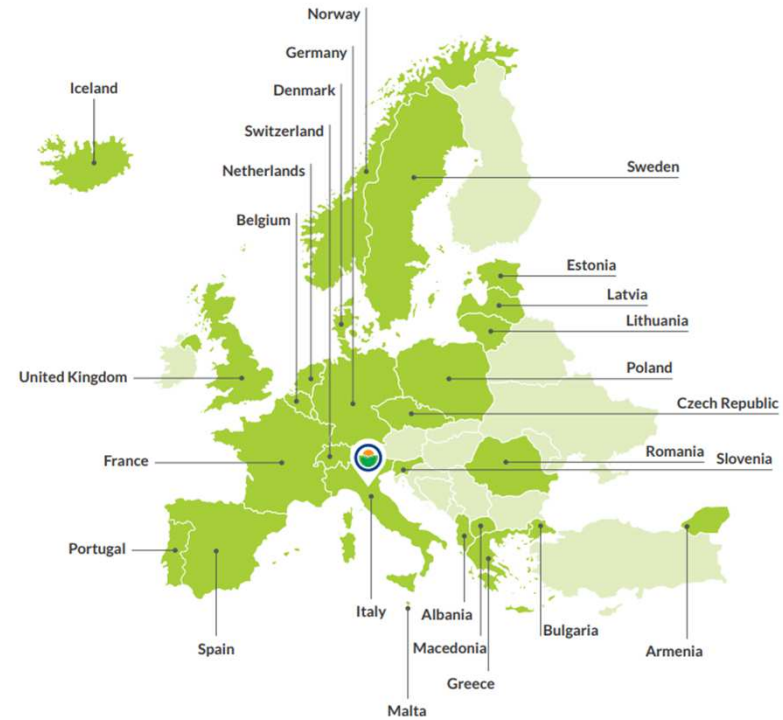 Norway
Germany
Iceland
Denmark
Switzerland
Netherlands
Sweden
Belgium
Estonia
Latvia
Lithuania
United Kingdom
Poland
Czech Republic
Romania
Slovenia
France
Portugal
Italy
Albania
Bulgaria
Spain
Macedonia
Armenia
Greece
Malta